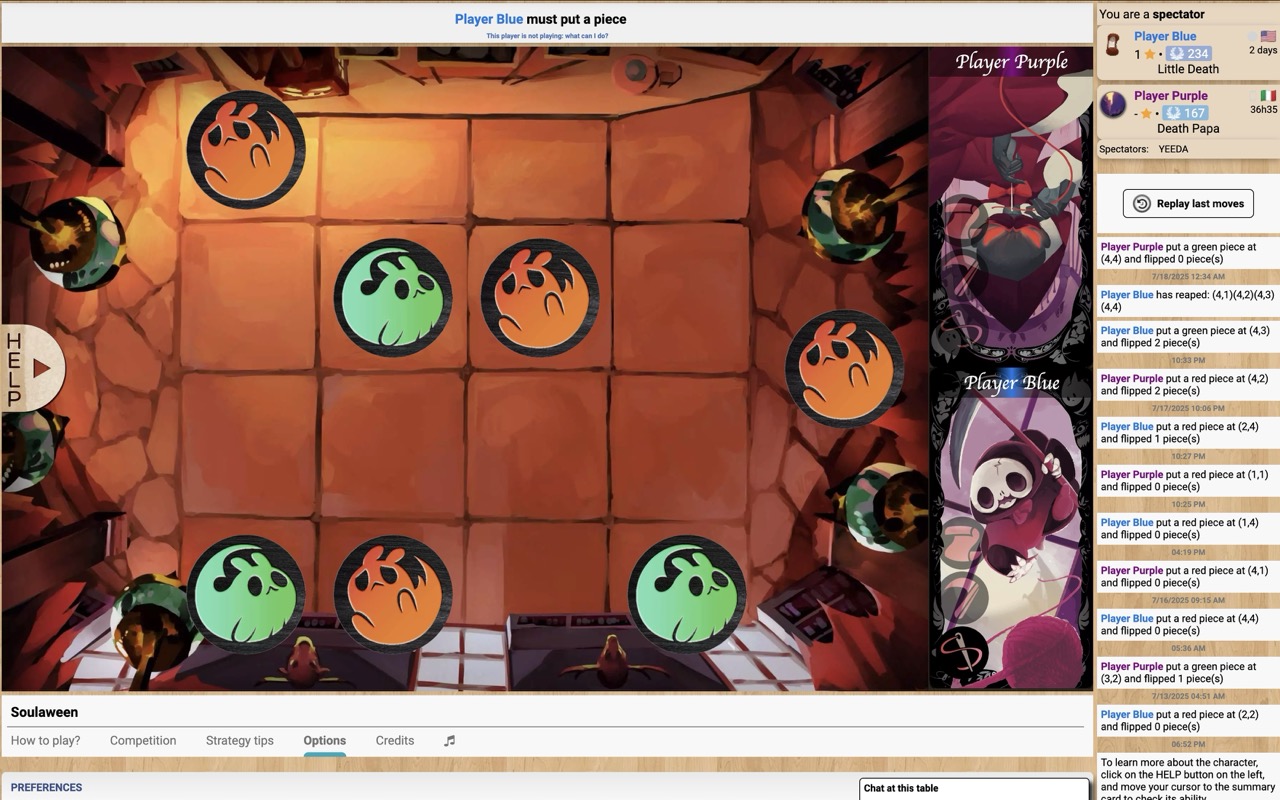 Player Blue must put a piece
This player is not playing: what can I do?
HELP
Player Purple
Player Blue
You are a spectator
Player Blue
1 • 234
2 days
Little Death
Player Purple
- • 167
36h35
Death Papa
Spectators: YEEDA
Replay last moves
Player Purple put a green piece at
(4,4) and flipped 0 piece(s)
7/18/2025 12:34 AM
Player Blue has reaped: (4,1)(4,2)(4,3)
(4,4)
Player Blue put a green piece at (4,3)
and flipped 2 piece(s)
10:33 PM
Player Purple put a red piece at (4,2)
and flipped 2 piece(s)
7/17/2025 10:06 PM
Player Blue put a red piece at (2,4)
and flipped 1 piece(s)
10:27 PM
Player Purple put a red piece at (1,1)
and flipped 0 piece(s)
10:25 PM
Player Blue put a red piece at (1,4)
and flipped 0 piece(s)
04:19 PM
Player Purple put a red piece at (4,1)
and flipped 0 piece(s)
7/16/2025 09:15 AM
Player Blue put a red piece at (4,4)
and flipped 0 piece(s)
05:36 AM
Player Purple put a green piece at
(3,2) and flipped 1 piece(s)
7/13/2025 04:51 AM
Player Blue put a red piece at (2,2)
and flipped 0 piece(s)
06:52 PM
To learn more about the character,
click on the HELP button on the left,
and move your cursor to the summary
card to check its ability
Soulaween
How to play?
Competition
Strategy tips
Options
Credits
PREFERENCES
Chat at this table